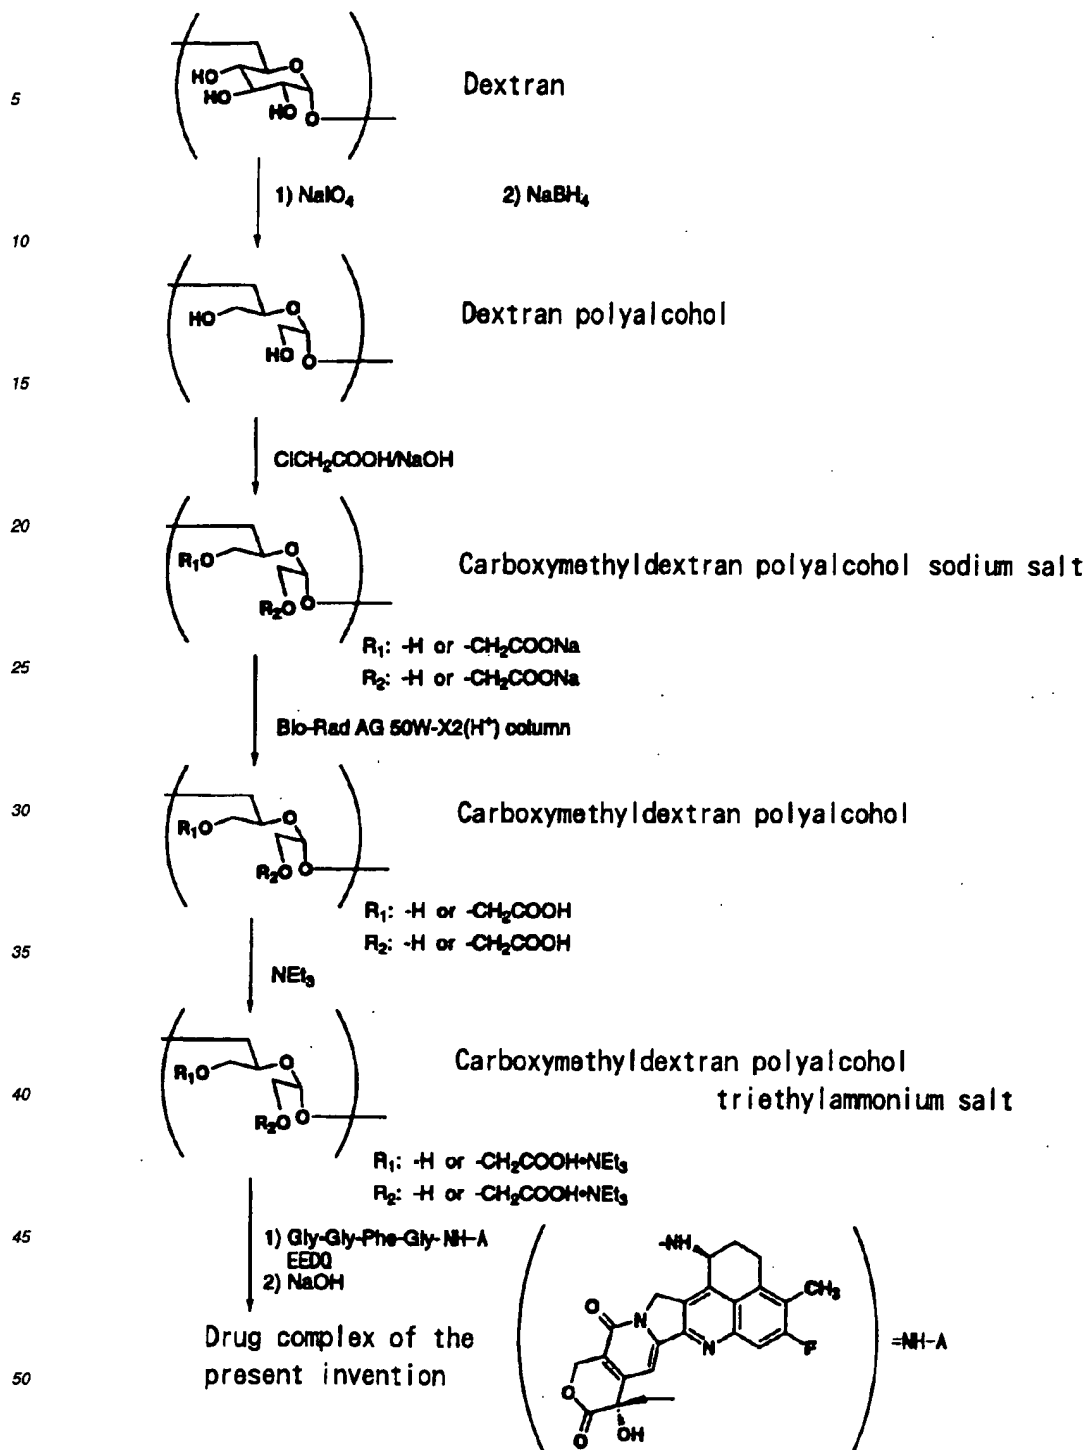 HO
O
HO
HO
O
5
Dextran
1) NaIO₄ 2) NaBH₄
10
HO
O
HO
O
Dextran polyalcohol
15
ClCH₂COOH/NaOH
20
R₁O
O
R₂O
O
Carboxymethyldextran polyalcohol sodium salt
R₁: -H or -CH₂COONa
25
R₂: -H or -CH₂COONa
Bio-Rad AG 50W-X2(H⁺) column
30
R₁O
O
R₂O
O
Carboxymethyldextran polyalcohol
R₁: -H or -CH₂COOH
R₂: -H or -CH₂COOH
35
NEt₃
R₁O
O
R₂O
O
Carboxymethyldextran polyalcohol
40
triethylammonium salt
R₁: -H or -CH₂COOH•NEt₃
R₂: -H or -CH₂COOH•NEt₃
45
1) Gly-Gly-Phe-Gly-NH-A
EEDQ
2) NaOH
Drug complex of the
present invention
50
-NH
CH₃
O
N
N
F
O
O
OH
=NH-A